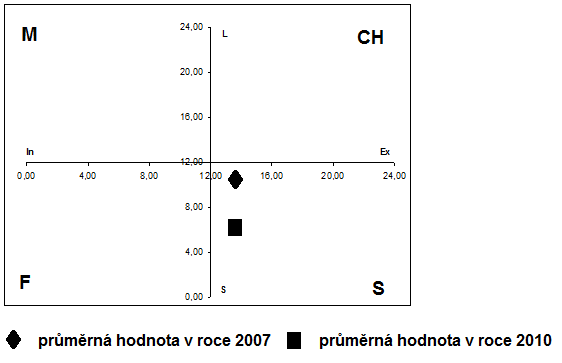 M
24,00
L
CH
20,00
16,00
In
12,00
Ex
0,00 4,00 8,00 12,00 16,00 20,00 24,00
8,00
4,00
F
0,00
S
S
průměrná hodnota v roce 2007 průměrná hodnota v roce 2010